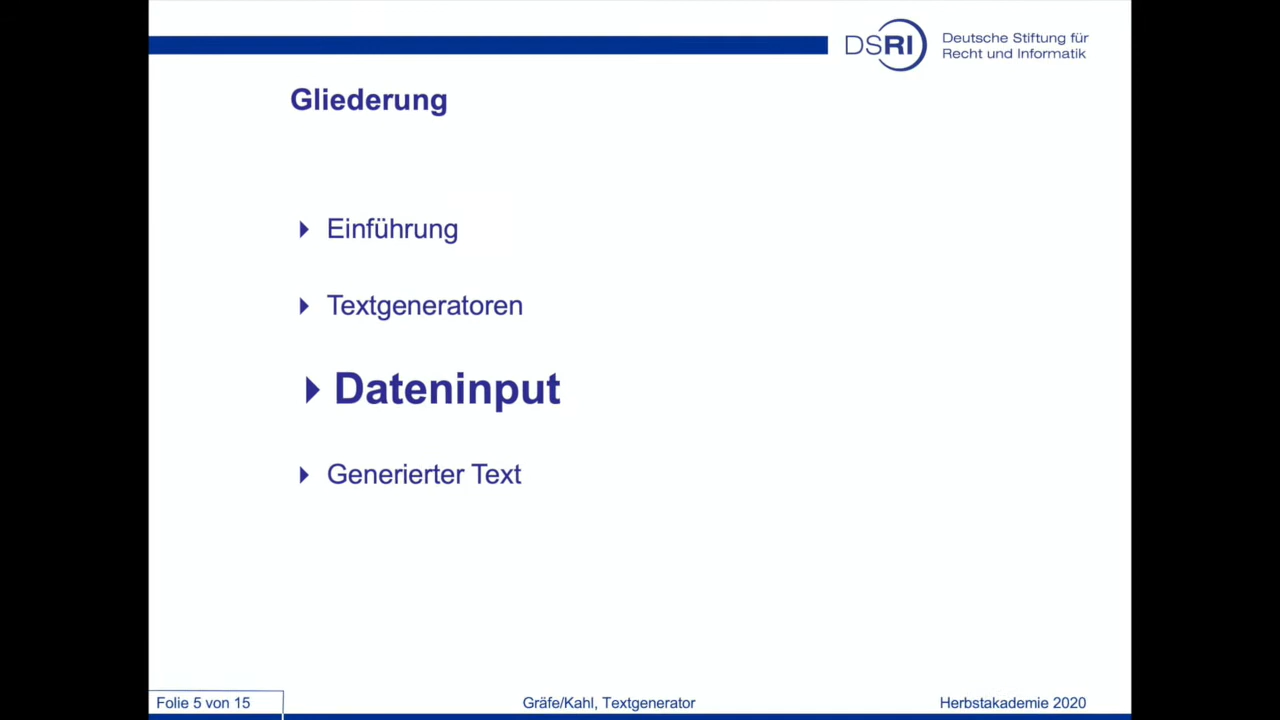 DSRI
Deutsche Stiftung für
Recht und Informatik
Gliederung
Einführung
Textgeneratoren
Dateninput
Generierter Text
Folie 5 von 15
Gräfe/Kahl, Textgenerator
Herbstakademie 2020